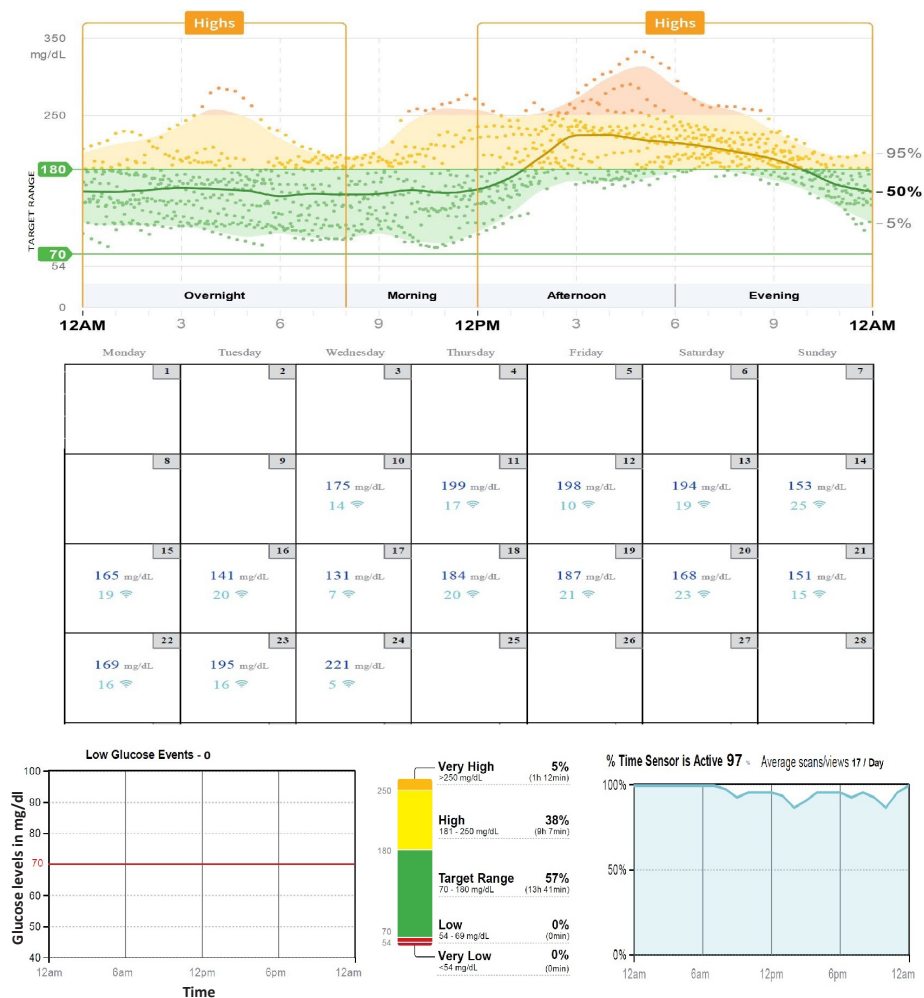 Highs Highs
350
mg/dL
250
180
TARGET RANGE
70
54
0
95%
50%
5%
Overnight Morning Afternoon Evening
12AM 3 6 9 12PM 3 6 9 12AM
Monday Tuesday Wednesday Thursday Friday Saturday Sunday
1 2 3 4 5 6 7
8 9 10 11 12 13 14
175 mg/dL 199 mg/dL 198 mg/dL 194 mg/dL 153 mg/dL
14 17 10 19 25
15 16 17 18 19 20 21
165 mg/dL 141 mg/dL 131 mg/dL 184 mg/dL 187 mg/dL 168 mg/dL 151 mg/dL
19 20 7 20 21 23 15
22 23 24 25 26 27 28
169 mg/dL 195 mg/dL 221 mg/dL
16 16 5
Low Glucose Events - 0
Glucose levels in mg/dl
100
90
80
70
60
50
40
12am 6am 12pm 6am 12am
Time
250
180
70
54
Very High 5%
>250 mg/dL (1h 12min)
High 38%
181 - 250 mg/dL (9h 7min)
Target Range 57%
70 - 180 mg/dL (13h 41min)
Low 0%
54 - 69 mg/dL (0min)
Very Low 0%
<54 mg/dL (0min)
% Time Sensor is Active 97 % Average scans/views 17 / Day
100%
50%
0%
12am 6am 12pm 6am 12am